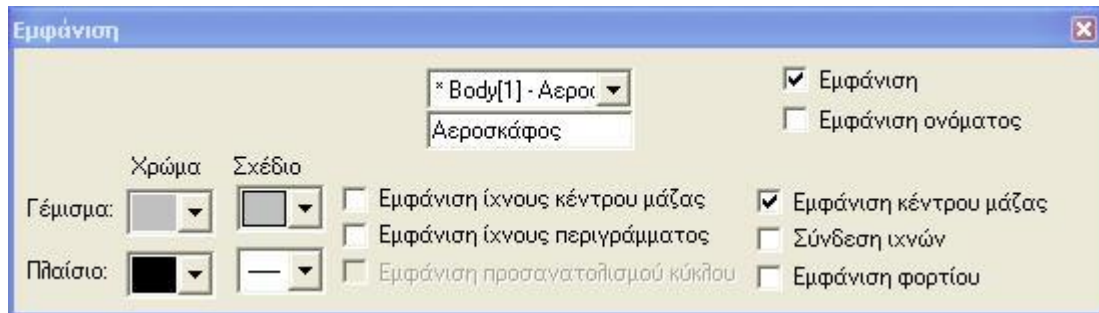 Εμφάνιση
* Body[1] - Αερος
Εμφάνιση
Αεροσκάφος
Εμφάνιση ονόματος
Χρώμα Σχέδιο
Γέμισμα:
Εμφάνιση ίχνους κέντρου μάζας
Εμφάνιση κέντρου μάζας
Εμφάνιση ίχνους περιγράμματος
Σύνδεση ιχνών
Πλαίσιο:
Εμφάνιση προσανατολισμού κύκλου
Εμφάνιση φορτίου